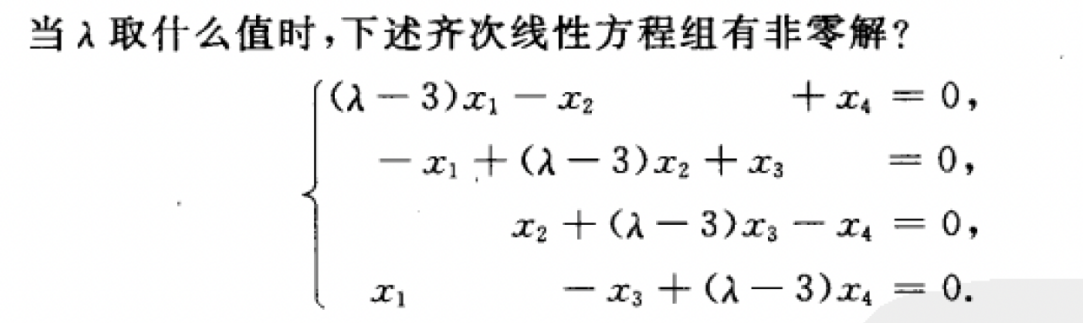 当 λ 取什么值时,下述齐次线性方程组有非零解?
(λ − 3)x₁ − x₂ + x₄ = 0,
− x₁ + (λ − 3)x₂ + x₃ = 0,
x₂ + (λ − 3)x₃ − x₄ = 0,
x₁ − x₃ + (λ − 3)x₄ = 0.